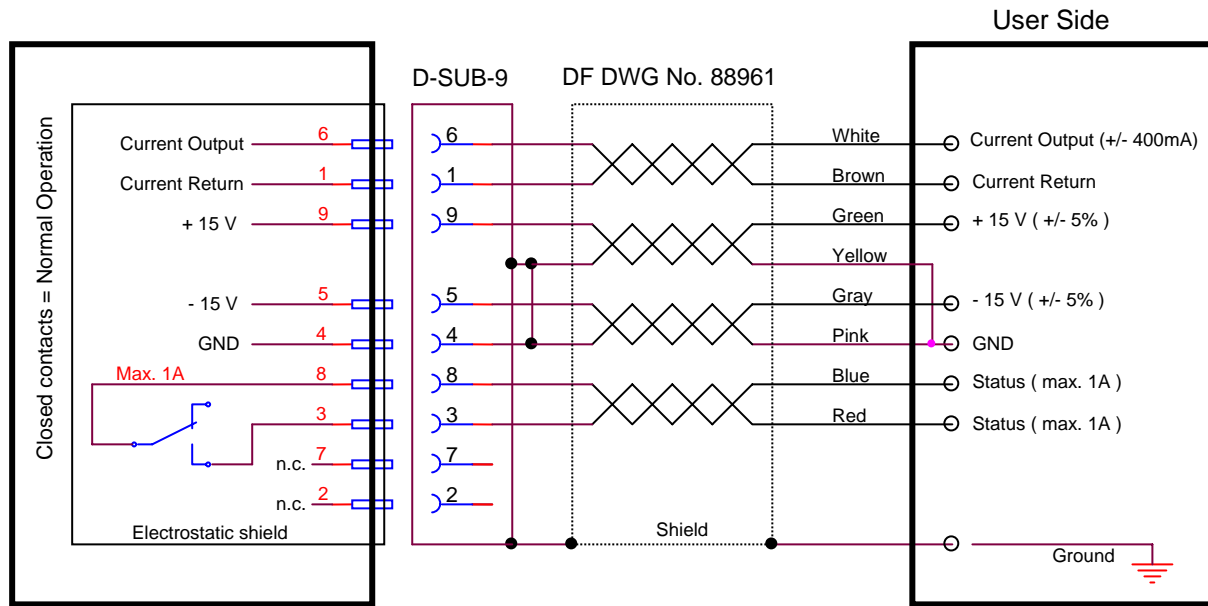 User Side
D-SUB-9
DF DWG No. 88961
Closed contacts = Normal Operation
Current Output 6 6 White Current Output (+/- 400mA)
Current Return 1 1 Brown Current Return
+ 15 V 9 9 Green + 15 V ( +/- 5% )
Yellow
- 15 V 5 5 Gray - 15 V ( +/- 5% )
GND 4 4 Pink GND
Max. 1A 8 8 Blue Status ( max. 1A )
3 3 Red Status ( max. 1A )
n.c. 7 7
n.c. 2 2
Electrostatic shield
Shield
Ground